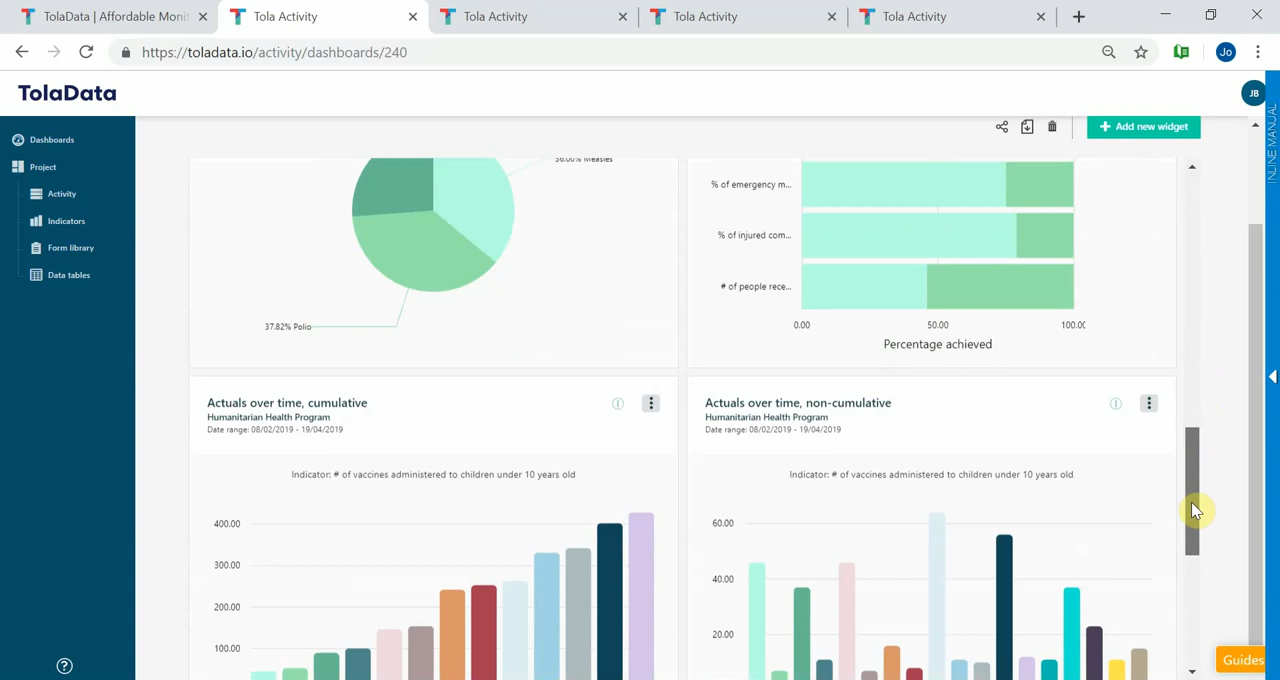 TolaData | Affordable Monit
Tola Activity
Tola Activity
Tola Activity
Tola Activity
https://toladata.io/activity/dashboards/240
Jo
TolaData
JB
INLINE MANUAL
Dashboards
Project
Activity
Indicators
Form library
Data tables
Add new widget
36.00% Measles
37.82% Polio
% of emergency m...
% of injured com...
# of people rece...
0.00
50.00
100.00
Percentage achieved
Actuals over time, cumulative
Humanitarian Health Program
Date range: 08/02/2019 - 19/04/2019
Indicator: # of vaccines administered to children under 10 years old
400.00
300.00
200.00
100.00
Actuals over time, non-cumulative
Humanitarian Health Program
Date range: 08/02/2019 - 19/04/2019
Indicator: # of vaccines administered to children under 10 years old
60.00
40.00
20.00
Guides